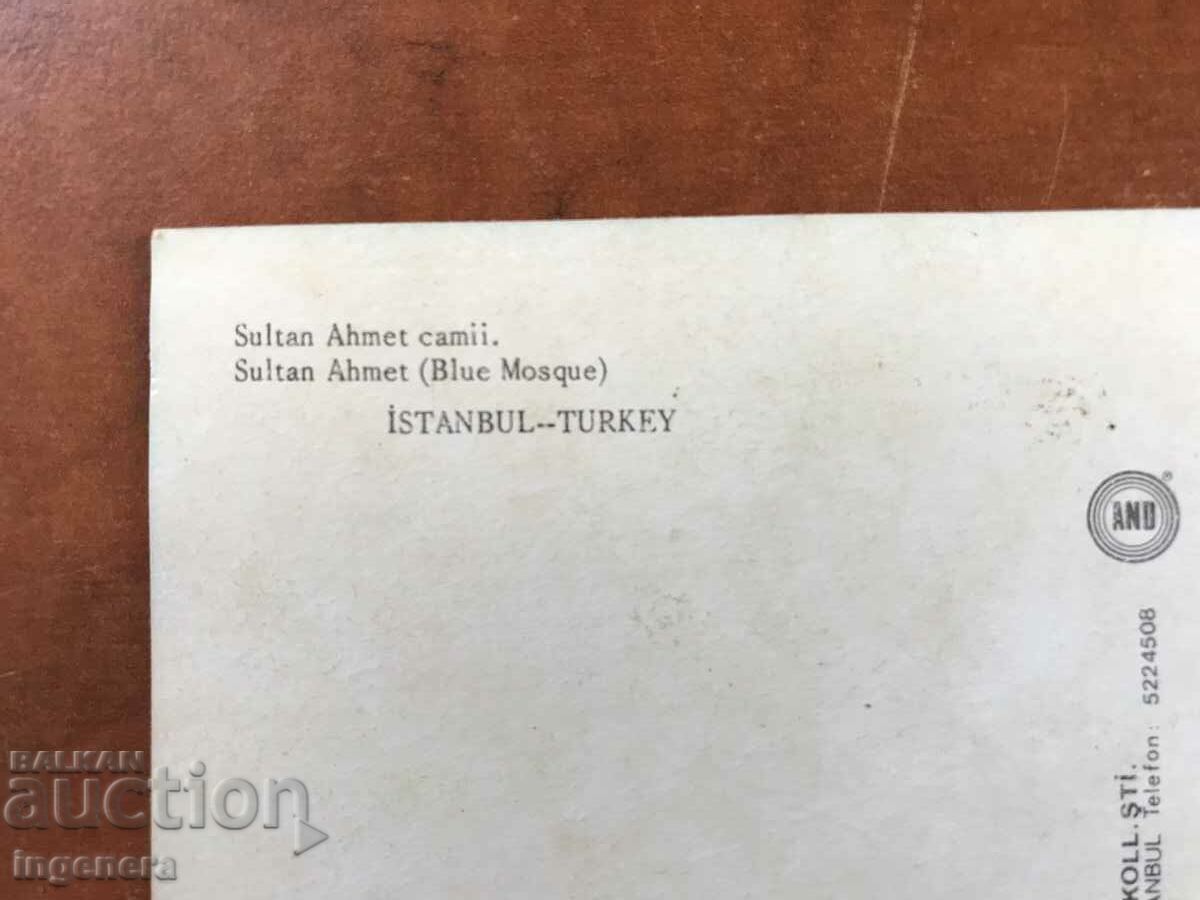 Sultan Ahmet camii.
Sultan Ahmet (Blue Mosque)
İSTANBUL--TURKEY
AND
®
KOLL.ŞTİ.
ANBUL Telefon: 5224508
BALKAN
auction
ingenera